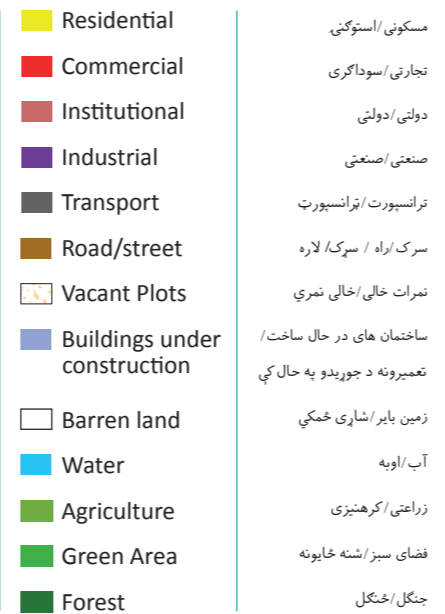 Residential
مسکونی/استوګنې
Commercial
تجارتی/سوداګری
Institutional
دولتی/دولتی
Industrial
صنعتی/صنعتی
Transport
ترانسپورت/ټرانسپورټ
Road/street
سرک/راه / سړک/ لاره
Vacant Plots
نمرات خالی/خالی نمري
Buildings under
construction
ساختمان های در حال ساخت/
تعمیرونه د جوړیدو په حال کې
Barren land
زمین بایر/شاړی ځمکي
Water
آب/اوبه
Agriculture
زراعتی/کرهنیزی
Green Area
فضای سبز/شنه ځایونه
Forest
جنگل/ځنګل